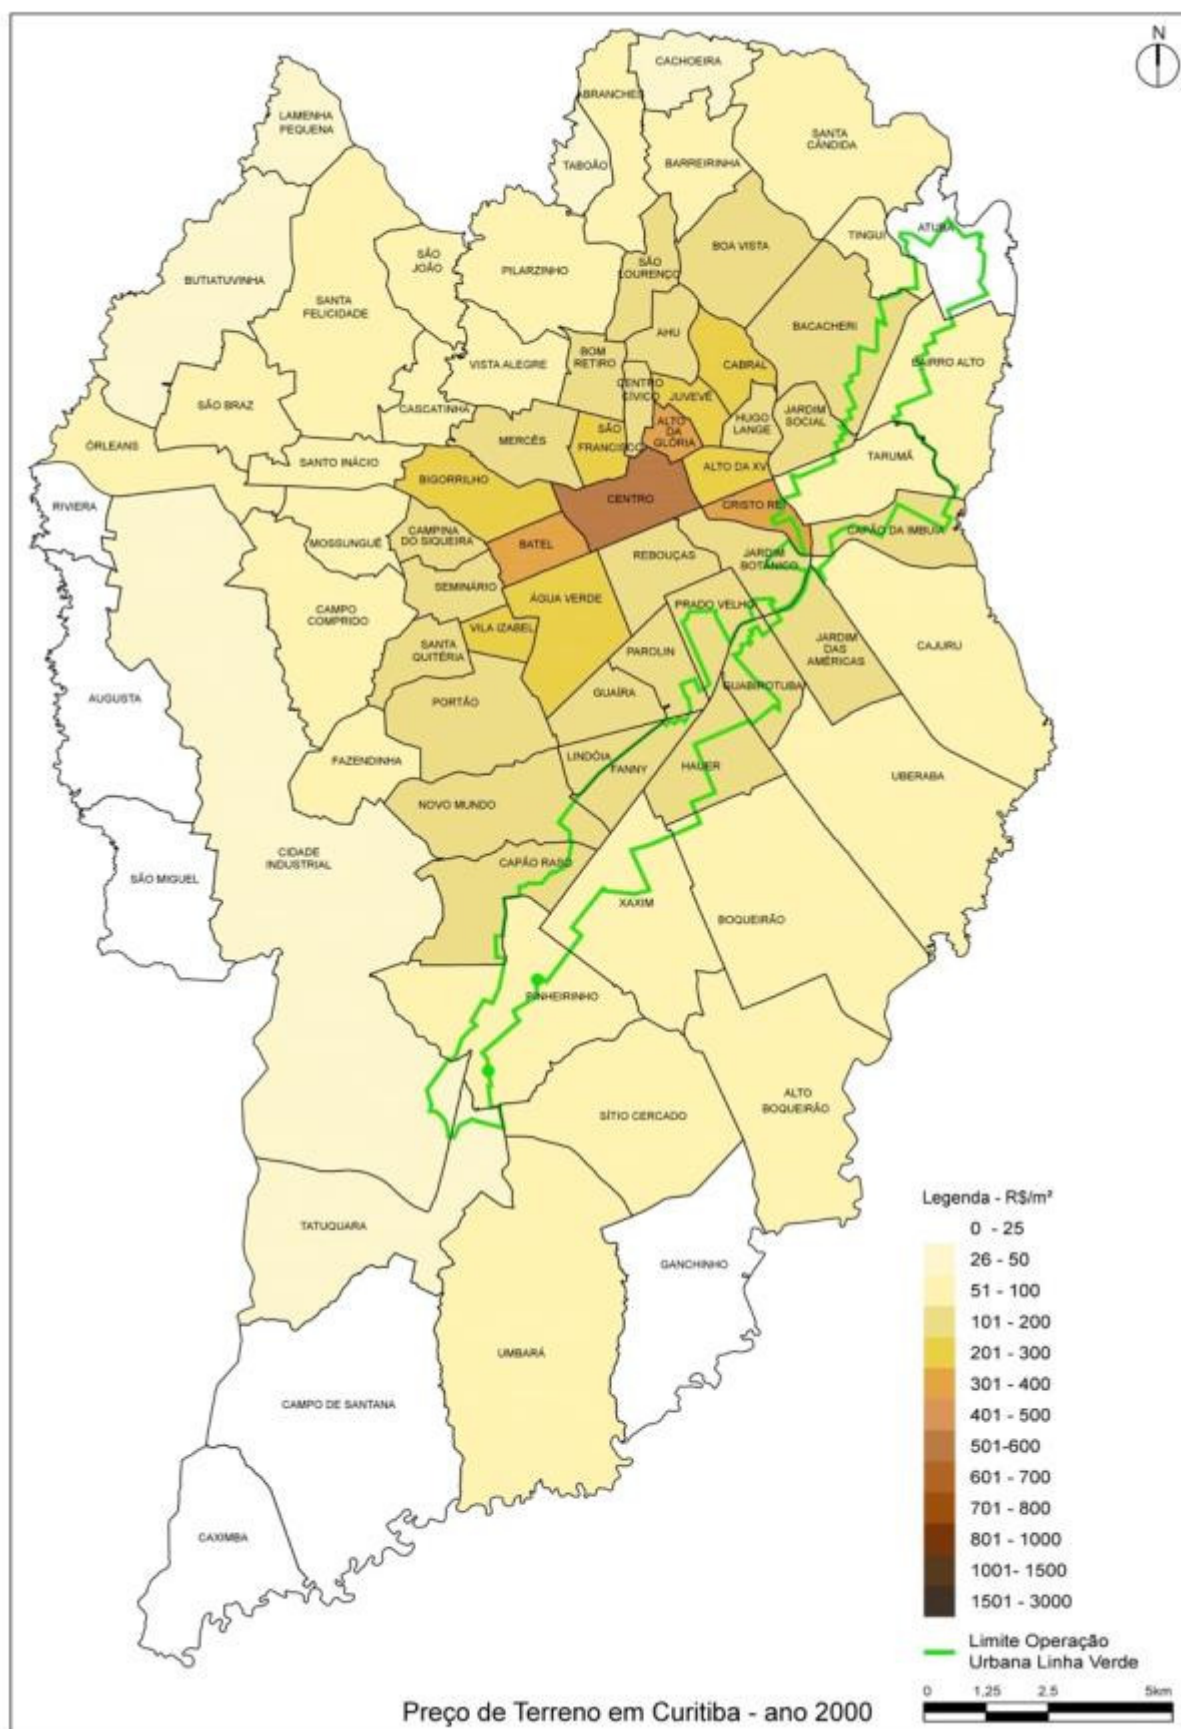 N
CACHOEIRA
ABRANCHES
LAMENHA
PEQUENA
SANTA
CÂNDIDA
TABOÃO
BARREIRINHA
ATUBA
TINGUI
BOA VISTA
SÃO
LOURENÇO
SÃO
JOÃO
PILARZINHO
BUTIATUVINHA
SANTA
FELICIDADE
BACACHERI
AHU
BOM
RETIRO
VISTA ALEGRE
CABRAL
BAIRRO ALTO
CENTRO
CÍVICO
JUVEVÊ
SÃO BRAZ
CASCATINHA
HUGO
LANGE
JARDIM
SOCIAL
ALTO
DA
GLÓRIA
SÃO
FRANCISCO
MERCÊS
ÓRLEANS
TARUMÃ
SANTO INÁCIO
ALTO DA XV
BIGORRILHO
CENTRO
CRISTO REI
RIVIERA
CAMPINA
DO SIQUEIRA
CAPÃO DA IMBUIA
MOSSUNGUÊ
BATEL
REBOUÇAS
JARDIM
BOTÂNICO
SEMINÁRIO
ÁGUA VERDE
PRADO VELHO
CAMPO
COMPRIDO
VILA IZABEL
JARDIM
DAS
AMÉRICAS
CAJURU
SANTA
QUITÉRIA
PAROLIN
GUABIROTUBA
GUAÍRA
AUGUSTA
PORTÃO
LINDÓIA
FANNY
HAUER
FAZENDINHA
UBERABA
NOVO MUNDO
CIDADE
INDUSTRIAL
CAPÃO RASO
SÃO MIGUEL
XAXIM
BOQUEIRÃO
PINHEIRINHO
ALTO
BOQUEIRÃO
SÍTIO CERCADO
TATUQUARA
GANCHINHO
UMBARÁ
CAMPO DE SANTANA
CAXIMBA
Legenda - R$/m²
0 - 25
26 - 50
51 - 100
101 - 200
201 - 300
301 - 400
401 - 500
501-600
601 - 700
701 - 800
801 - 1000
1001- 1500
1501 - 3000
Limite Operação
Urbana Linha Verde
0 1,25 2,5 5km
Preço de Terreno em Curitiba - ano 2000